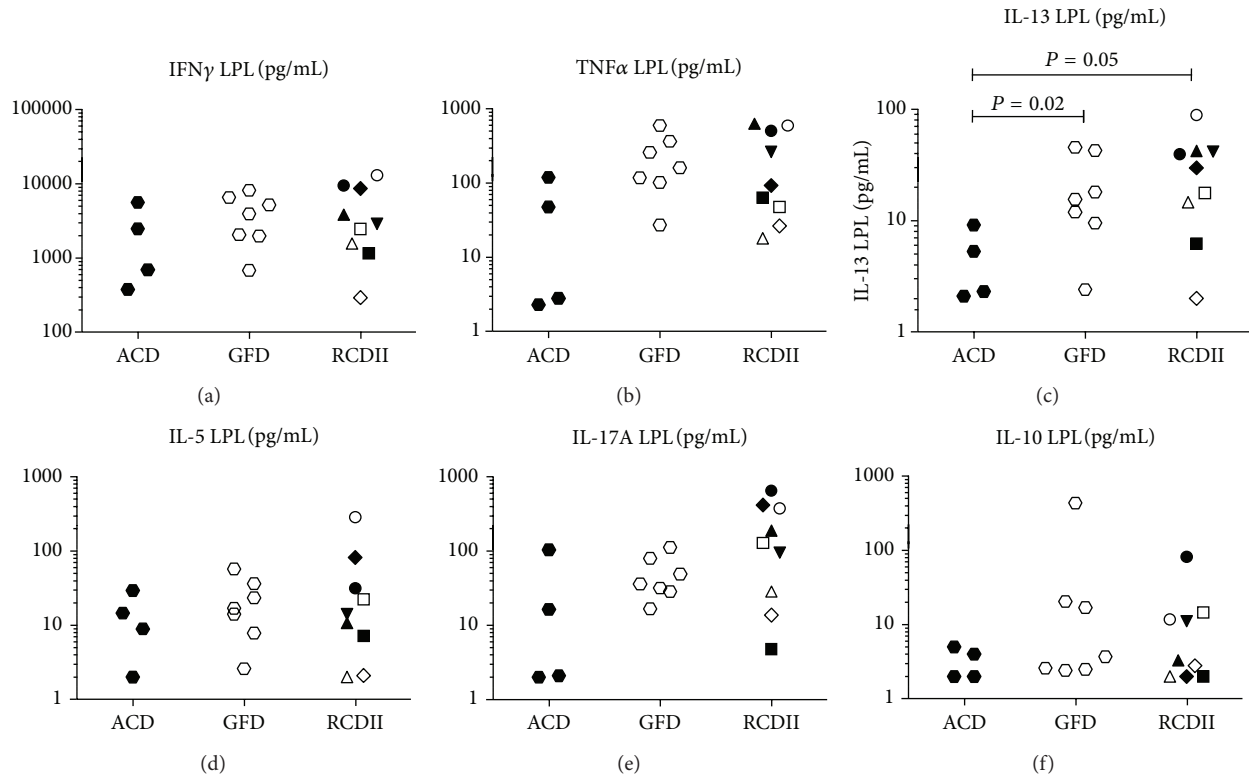 IFNγ LPL (pg/mL)
100000
10000
1000
100
ACD GFD RCDII
(a)
TNFα LPL (pg/mL)
1000
100
10
1
ACD GFD RCDII
(b)
IL-13 LPL (pg/mL)
P = 0.05
P = 0.02
IL-13 LPL (pg/mL)
100
10
1
ACD GFD RCDII
(c)
IL-5 LPL (pg/mL)
1000
100
10
1
ACD GFD RCDII
(d)
IL-17A LPL (pg/mL)
1000
100
10
1
ACD GFD RCDII
(e)
IL-10 LPL (pg/mL)
1000
100
10
1
ACD GFD RCDII
(f)